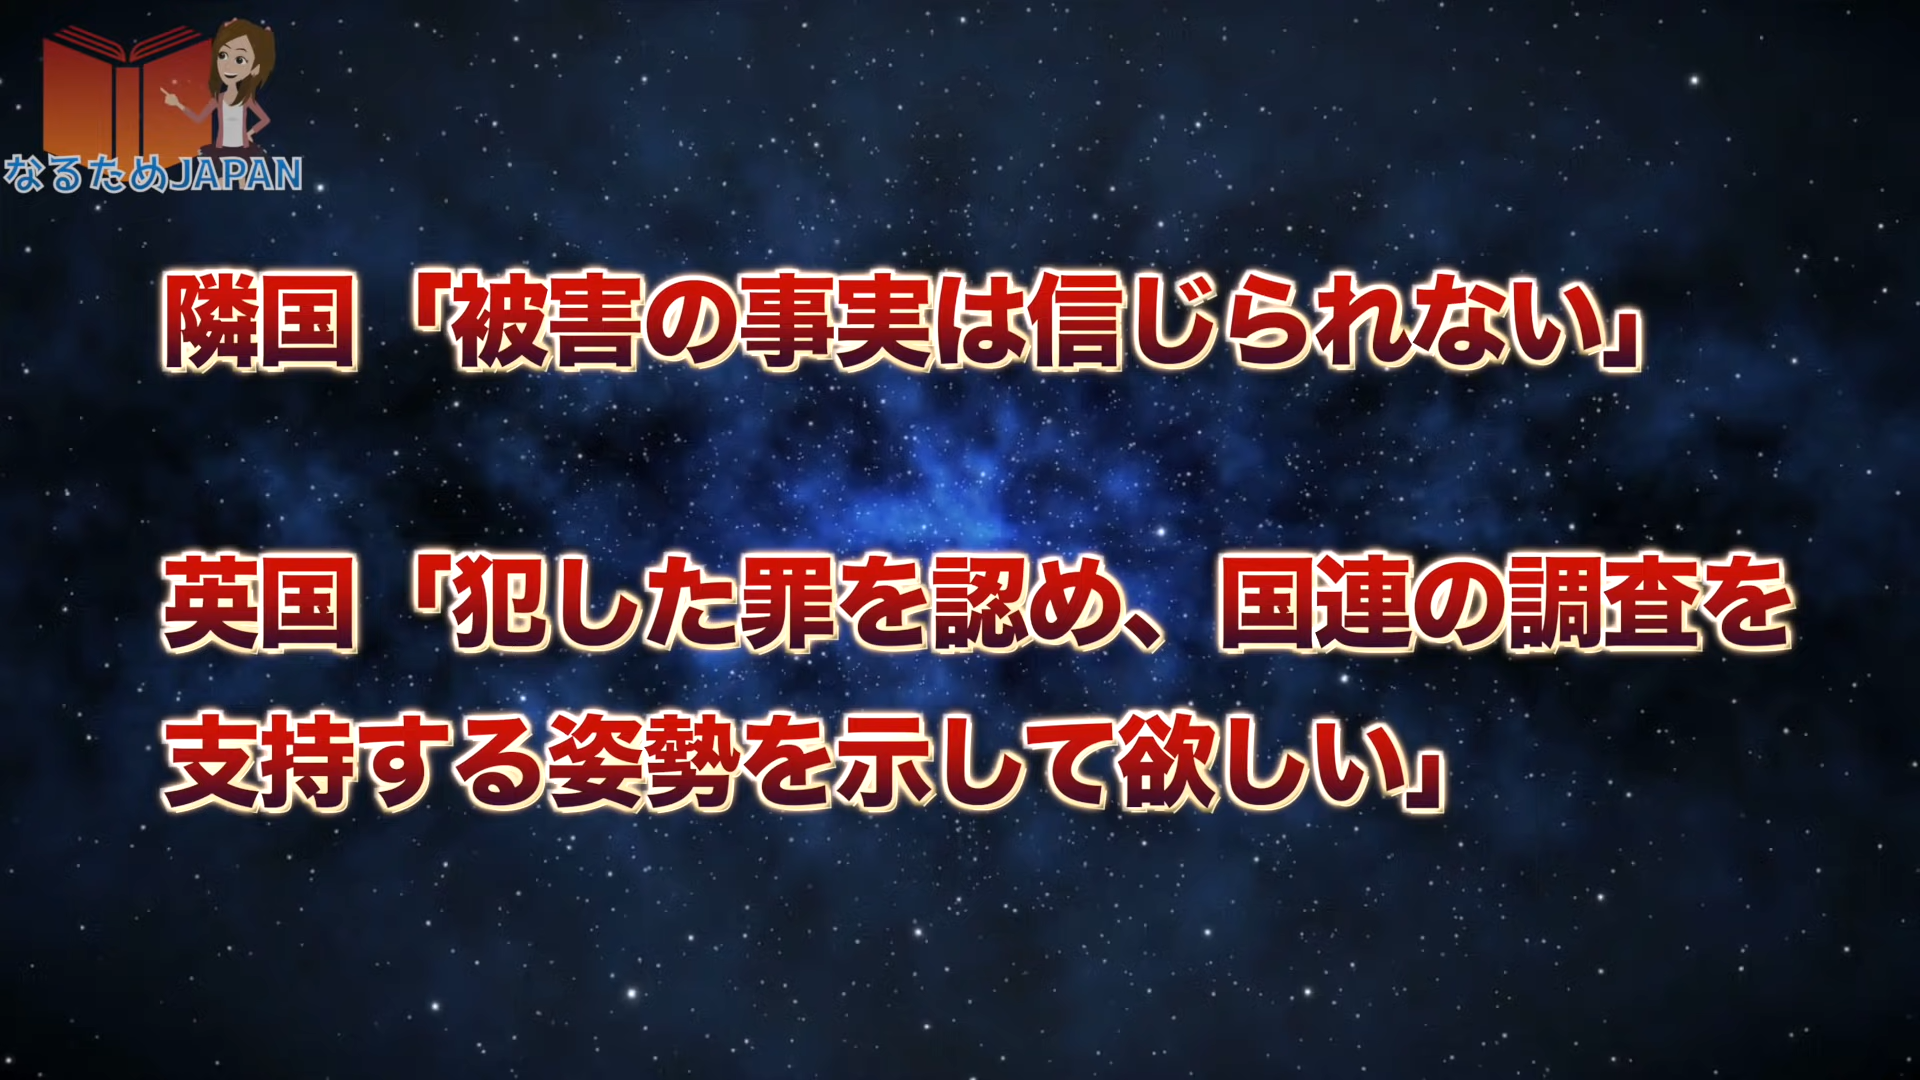 なるためJAPAN
隣国「被害の事実は信じられない」
英国「犯した罪を認め、国連の調査を
支持する姿勢を示して欲しい」